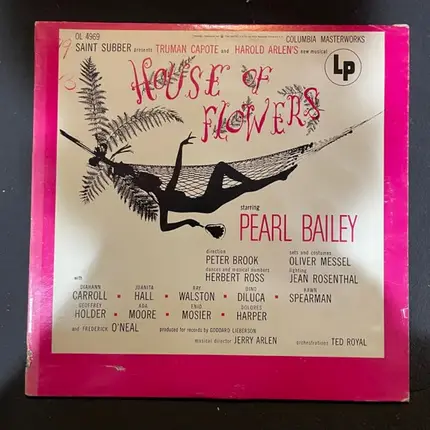 OL 4969
COLUMBIA MASTERWORKS
SAINT SUBBER presents TRUMAN CAPOTE and HAROLD ARLEN'S new musical
HOUSE OF
FLOWERS
LP
starring
PEARL BAILEY
direction
PETER BROOK
sets and costumes
OLIVER MESSEL
dances and musical numbers
HERBERT ROSS
lighting
JEAN ROSENTHAL
with
DIAHANN CARROLL • JUANITA HALL • RAY WALSTON • DINO DILUCA • RAWN SPEARMAN
GEOFFREY HOLDER • ADA MOORE • ENID MOSIER • DOLORES HARPER
and FREDERICK O'NEAL
produced for records by GODDARD LIEBERSON
musical director JERRY ARLEN
orchestrations TED ROYAL